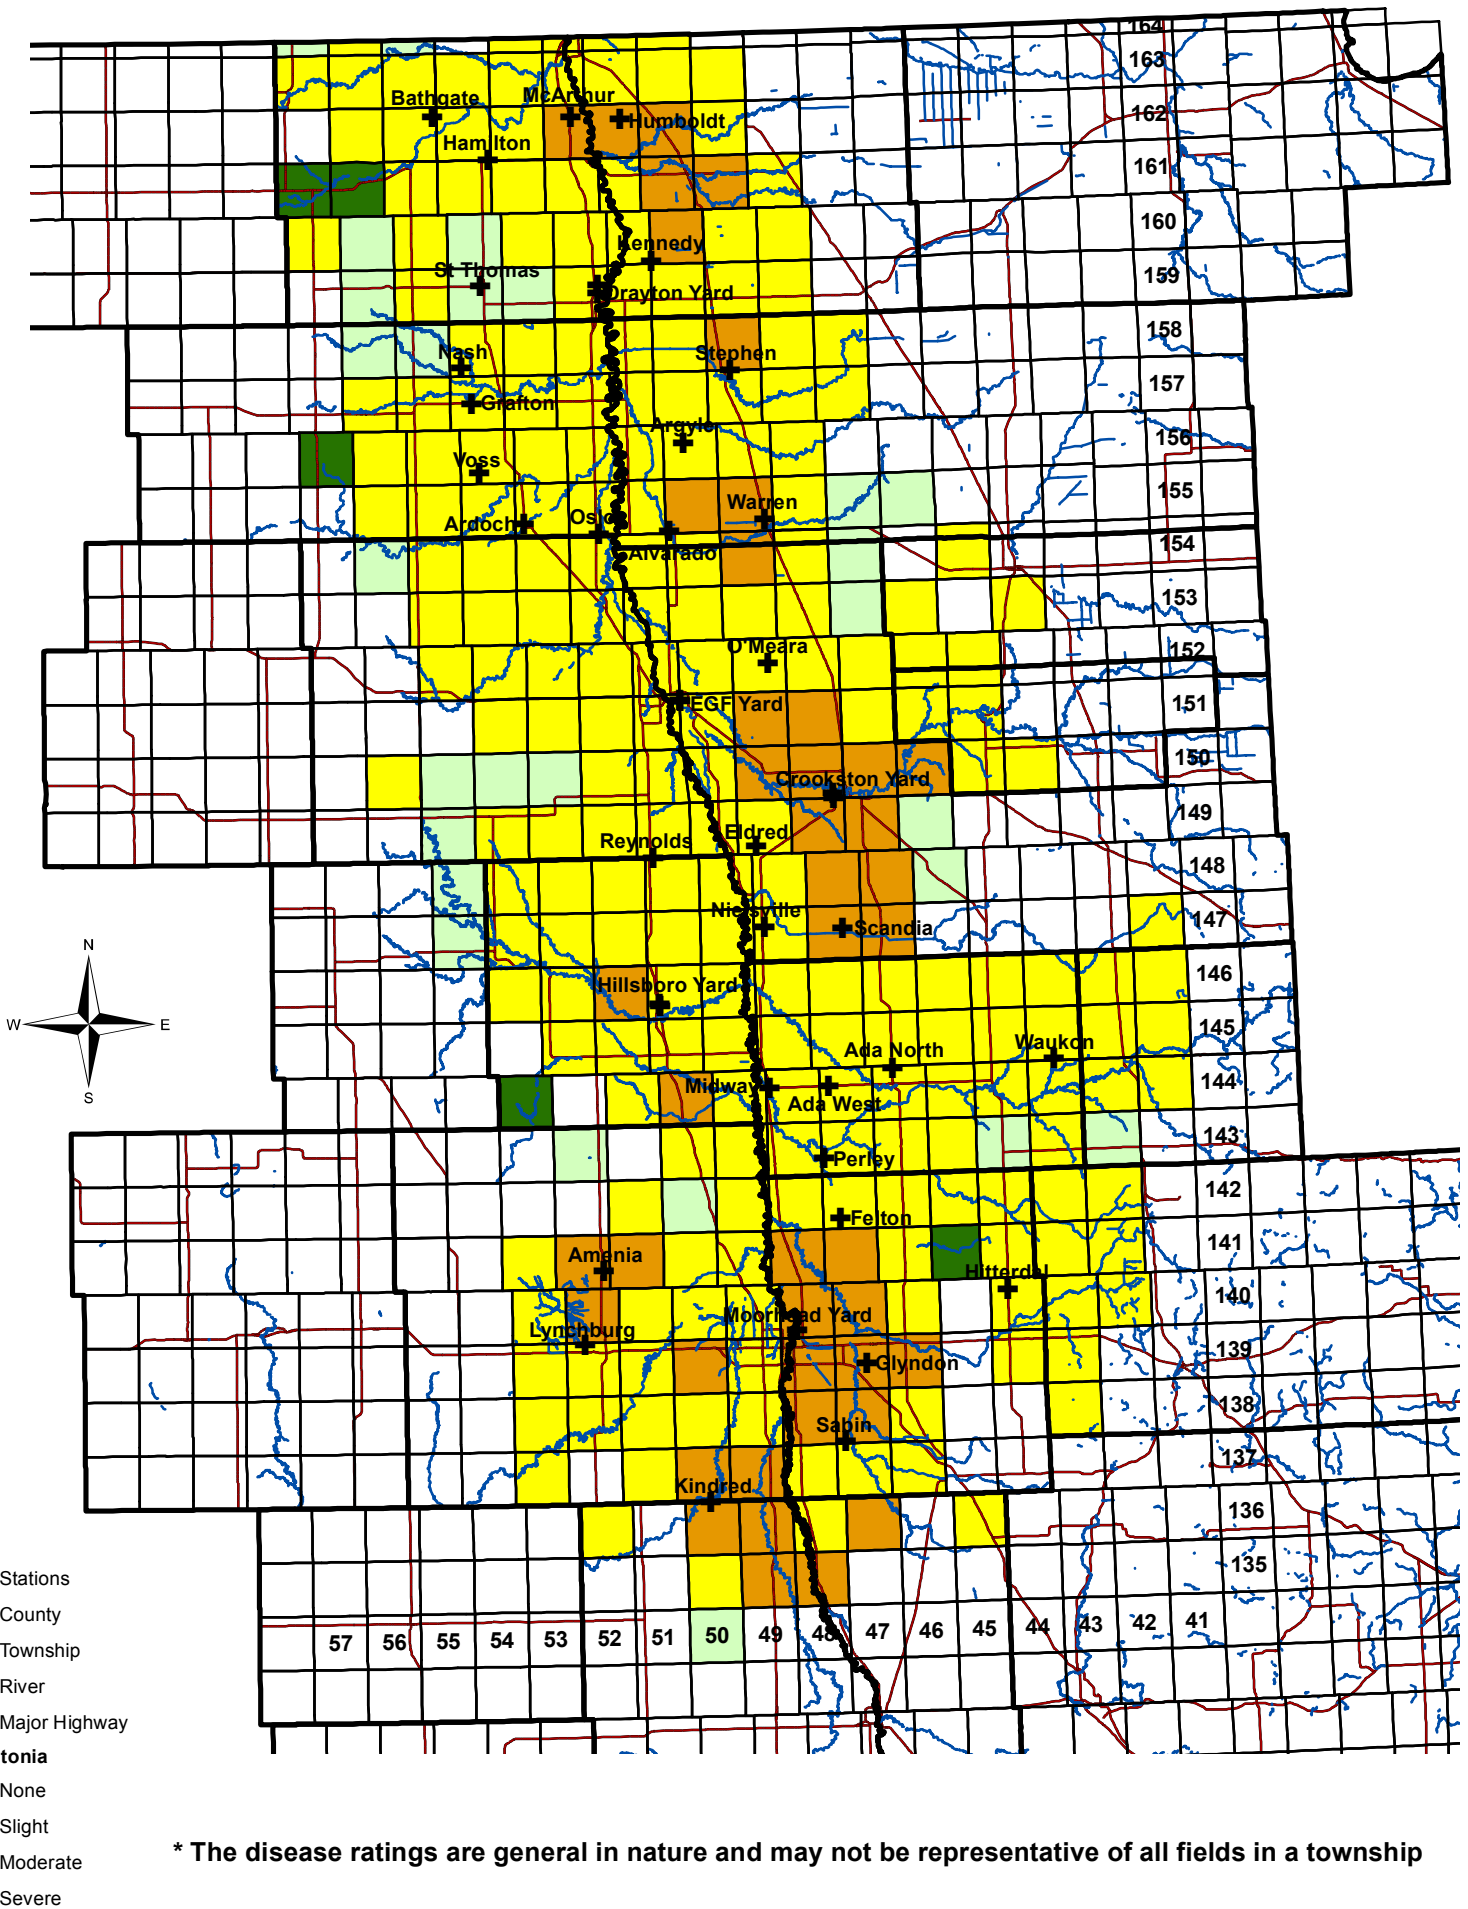 164
163
Bathgate
McArthur
162
Humboldt
Hamilton
161
160
Kennedy
St Thomas
159
Drayton Yard
158
Nash
Stephen
157
Grafton
Argyle
156
Voss
155
Warren
Ardoch
Oslo
154
Alvarado
153
O'Meara
152
EGF Yard
151
150
Crookston Yard
149
Reynolds
Eldred
148
Nielsville
147
Scandia
N
146
Hillsboro Yard
W
E
145
Ada North
Waukon
144
Midway
S
Ada West
143
Perley
142
Felton
141
Amenia
Hitterdal
140
Moorhead Yard
Lynchburg
139
Glyndon
138
Sabin
137
Kindred
136
135
Stations
County
57 56 55 54 53 52 51 50 49 48 47 46 45 44 43 42 41
Township
River
Major Highway
tonia
None
Slight
* The disease ratings are general in nature and may not be representative of all fields in a township
Moderate
Severe